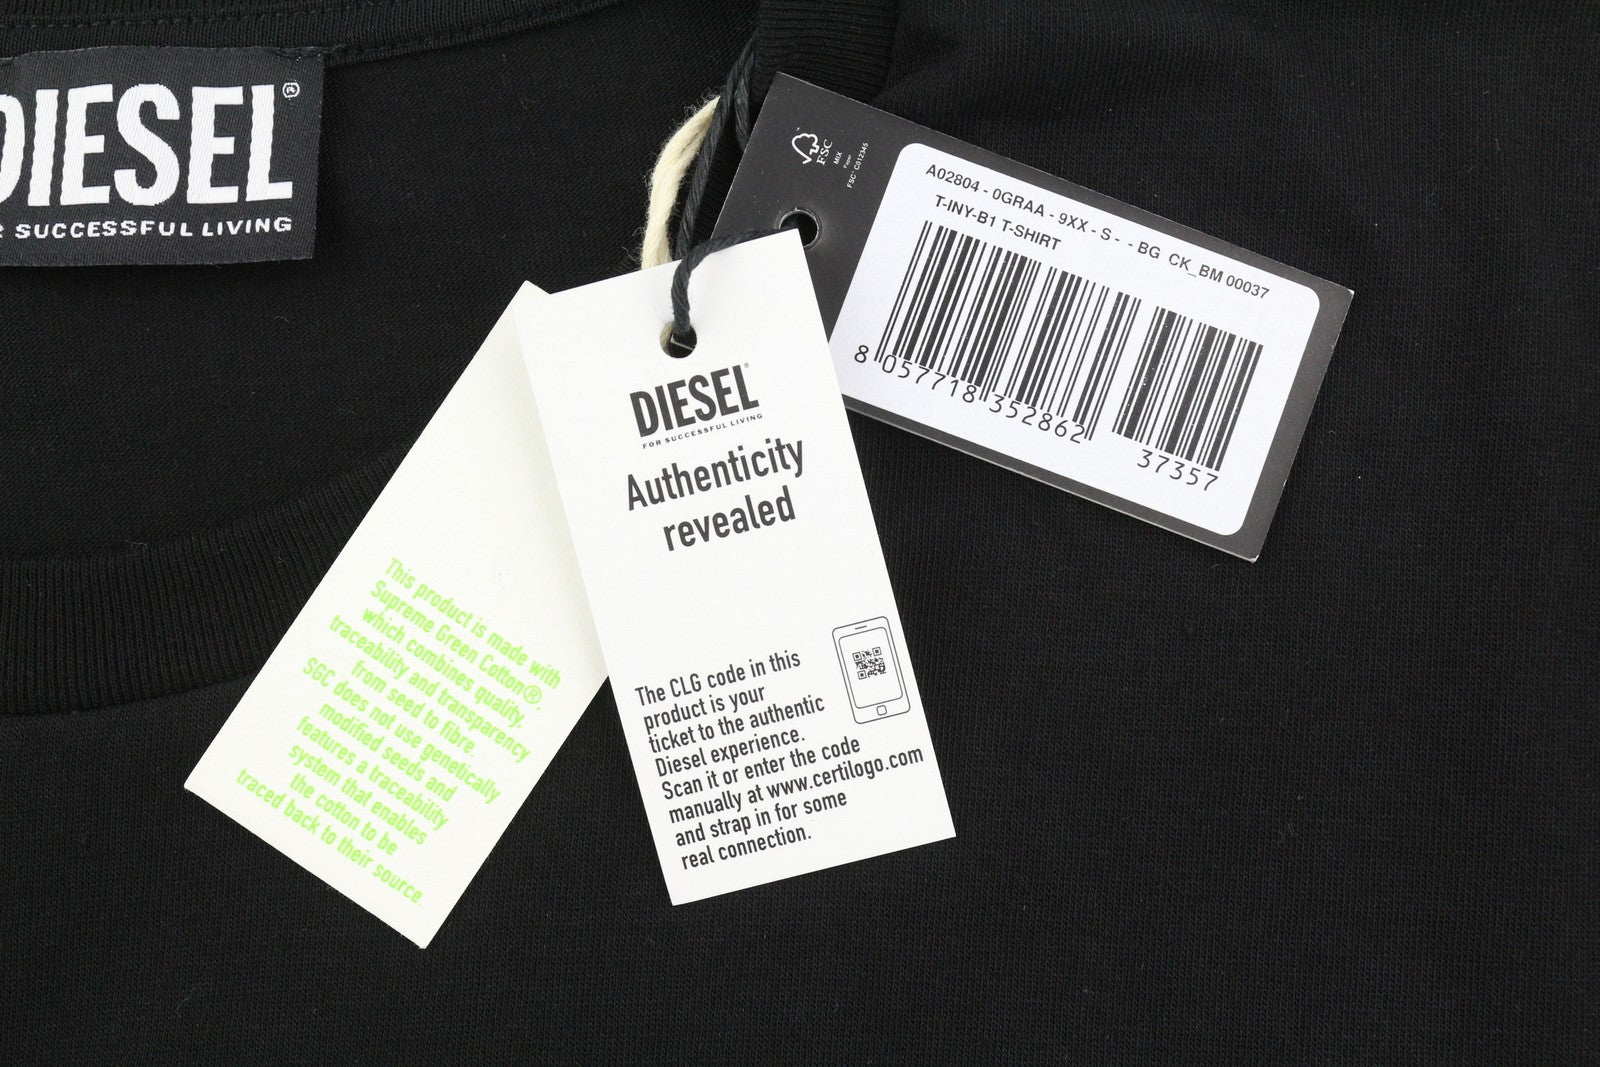 DIESEL
SUCCESSFUL LIVING
FSC
MIX
Paper
FSC® C012345
A02804 - 0GRAA - 9XX - S - - BG CK_BM 00037
T-INY-B1 T-SHIRT
8 057718 352862
37357
DIESEL
FOR SUCCESSFUL LIVING
Authenticity
revealed
The CLG code in this
product is your
ticket to the authentic
Diesel experience.
Scan it or enter the code
manually at www.certilogo.com
and strap in for some
real connection.
This product is made with
Supreme Green Cotton®,
which combines quality,
traceability and transparency
from seed to fibre.
SGC does not use genetically
modified seeds and
features a traceability
system that enables
the cotton to be
traced back to their source.